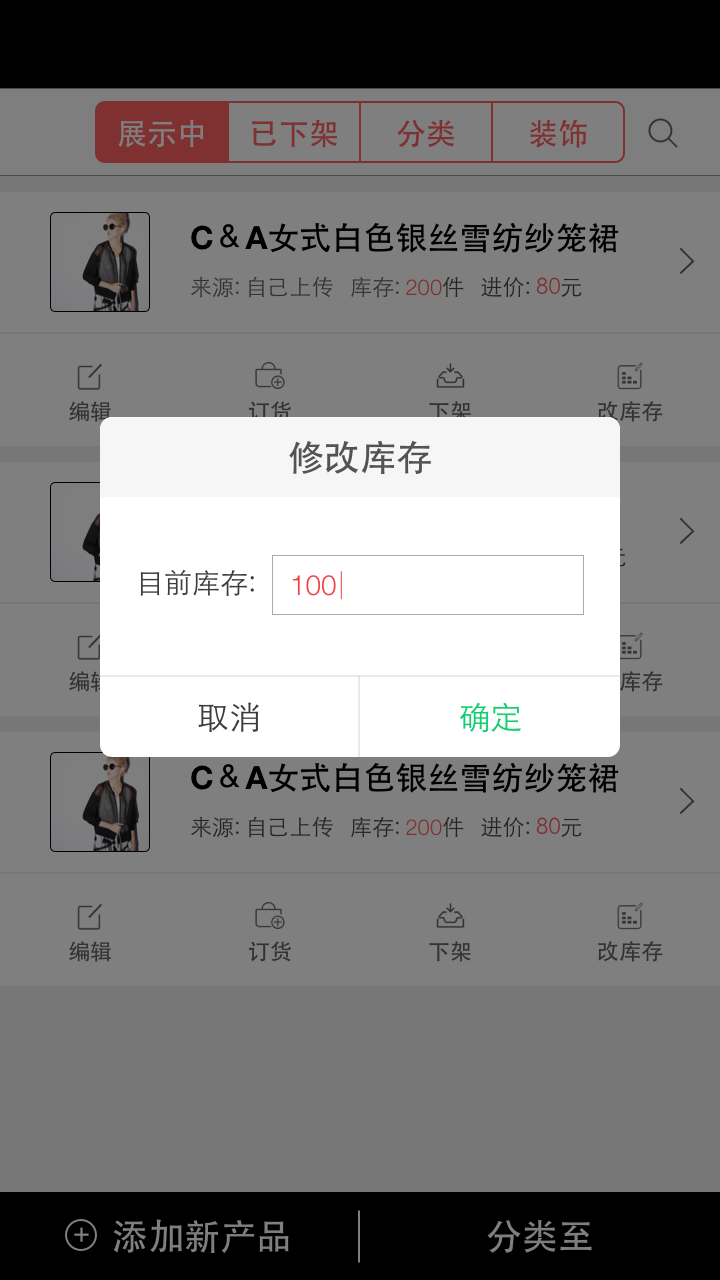 展示中 已下架 分类 装饰
C&A女式白色银丝雪纺纱笼裙
来源: 自己上传 库存: 200件 进价: 80元
编辑 订货 下架 改库存
修改库存
目前库存: 100
编辑 库存
取消 确定
C&A女式白色银丝雪纺纱笼裙
来源: 自己上传 库存: 200件 进价: 80元
编辑 订货 下架 改库存
添加新产品 分类至